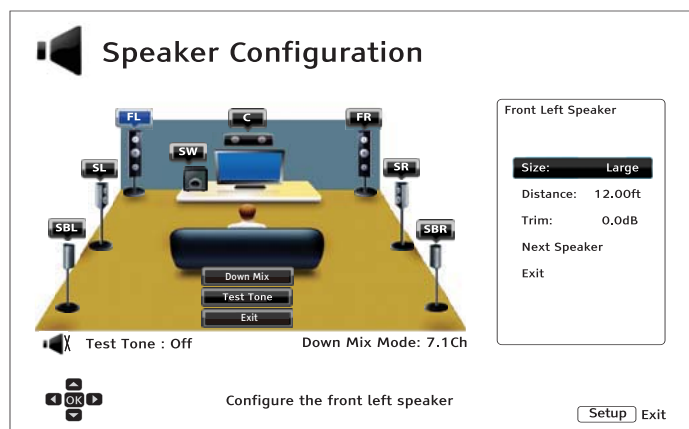 Speaker Configuration
FL
C
FR
SW
SL
SR
SBL
SBR
Down Mix
Test Tone
Exit
Test Tone : Off
Down Mix Mode: 7.1Ch
Front Left Speaker
Size: Large
Distance: 12.00ft
Trim: 0.0dB
Next Speaker
Exit
OK
Configure the front left speaker
Setup Exit